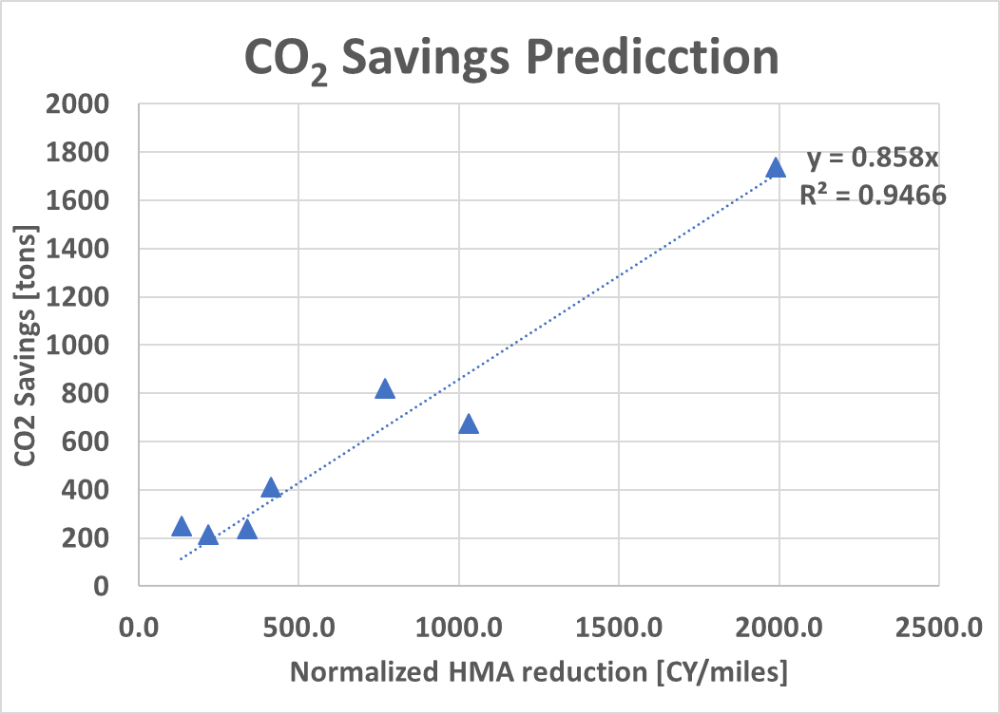 CO₂ Savings Predicction
2000
1800
1600
1400
1200
1000
800
600
400
200
0
CO2 Savings [tons]
y = 0.858x
R² = 0.9466
0.0 500.0 1000.0 1500.0 2000.0 2500.0
Normalized HMA reduction [CY/miles]